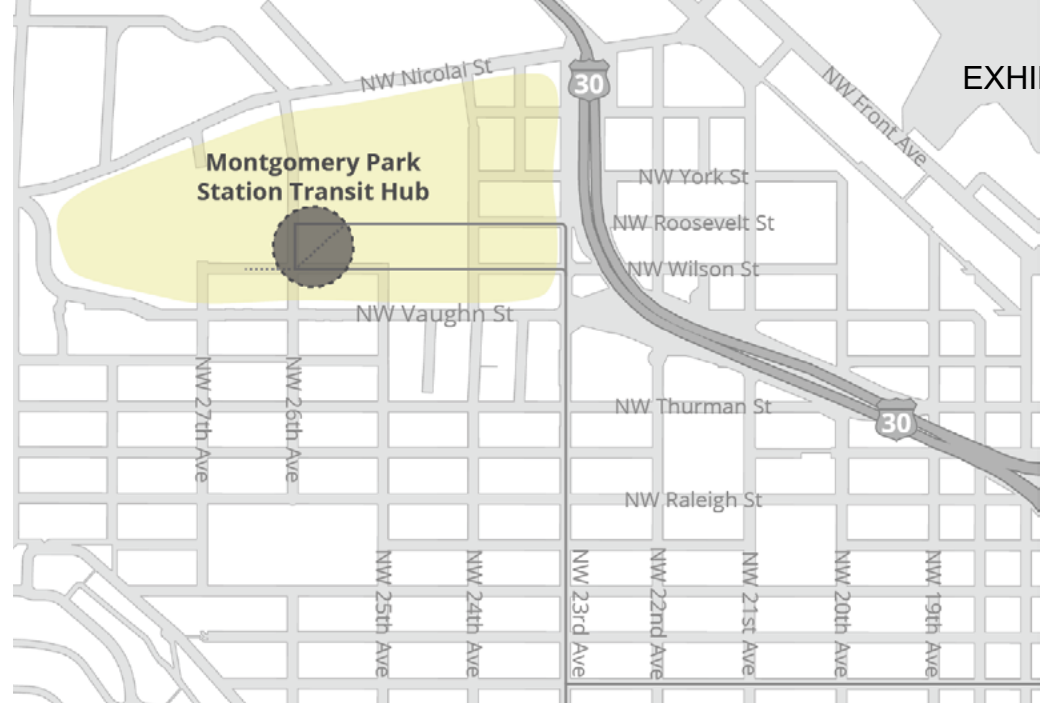 NW Nicolai St
30
EXHI
NW Front Ave
Montgomery Park
Station Transit Hub
NW York St
NW Roosevelt St
NW Wilson St
NW Vaughn St
NW 27th Ave
NW 26th Ave
NW Thurman St
30
NW Raleigh St
NW 25th Ave
NW 24th Ave
NW 23rd Ave
NW 22nd Ave
NW 21st Ave
NW 20th Ave
NW 19th Ave